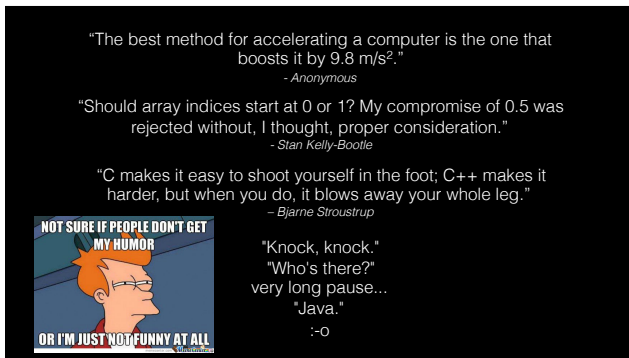 “The best method for accelerating a computer is the one that
boosts it by 9.8 m/s².”
- Anonymous
“Should array indices start at 0 or 1? My compromise of 0.5 was
rejected without, I thought, proper consideration.”
- Stan Kelly-Bootle
“C makes it easy to shoot yourself in the foot; C++ makes it
harder, but when you do, it blows away your whole leg.”
– Bjarne Stroustrup
NOT SURE IF PEOPLE DON'T GET
MY HUMOR
OR I'M JUST NOT FUNNY AT ALL
"Knock, knock."
"Who's there?"
very long pause...
"Java."
:-o